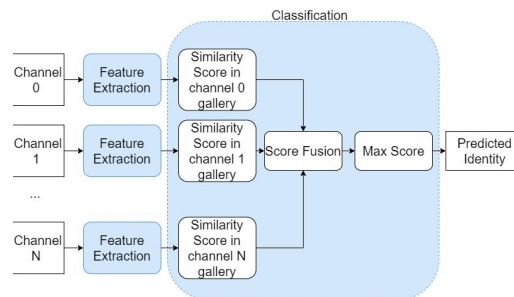 Classification
Channel
0
Feature
Extraction
Similarity
Score in
channel 0
gallery
Channel
1
Feature
Extraction
Similarity
Score in
channel 1
gallery
Score Fusion
Max Score
Predicted
Identity
...
Channel
N
Feature
Extraction
Similarity
Score in
channel N
gallery